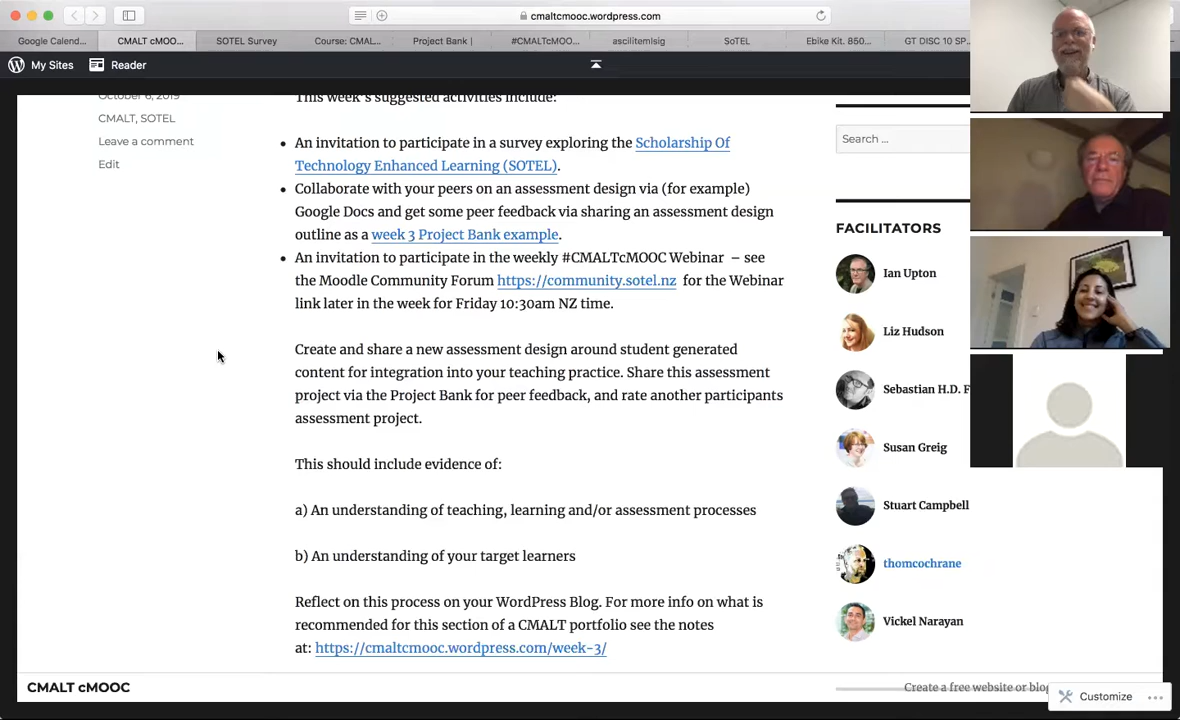 cmaltcmooc.wordpress.com
Google Calend... CMALT cMOO... SOTEL Survey Course: CMAL... Project Bank | #CMALTcMOO... ascilitemlsig SoTEL Ebike Kit. 850... GT DISC 10 SP...
My Sites Reader
October 6, 2019
CMALT, SOTEL
Leave a comment
Edit
This week's suggested activities include:
• An invitation to participate in a survey exploring the Scholarship Of
Technology Enhanced Learning (SOTEL).
• Collaborate with your peers on an assessment design via (for example)
Google Docs and get some peer feedback via sharing an assessment design
outline as a week 3 Project Bank example.
• An invitation to participate in the weekly #CMALTcMOOC Webinar – see
the Moodle Community Forum https://community.sotel.nz for the Webinar
link later in the week for Friday 10:30am NZ time.
Create and share a new assessment design around student generated
content for integration into your teaching practice. Share this assessment
project via the Project Bank for peer feedback, and rate another participants
assessment project.
This should include evidence of:
a) An understanding of teaching, learning and/or assessment processes
b) An understanding of your target learners
Reflect on this process on your WordPress Blog. For more info on what is
recommended for this section of a CMALT portfolio see the notes
at: https://cmaltcmooc.wordpress.com/week-3/
Search ...
FACILITATORS
Ian Upton
Liz Hudson
Sebastian H.D. F
Susan Greig
Stuart Campbell
thomcochrane
Vickel Narayan
CMALT cMOOC
Create a free website or blog
Customize